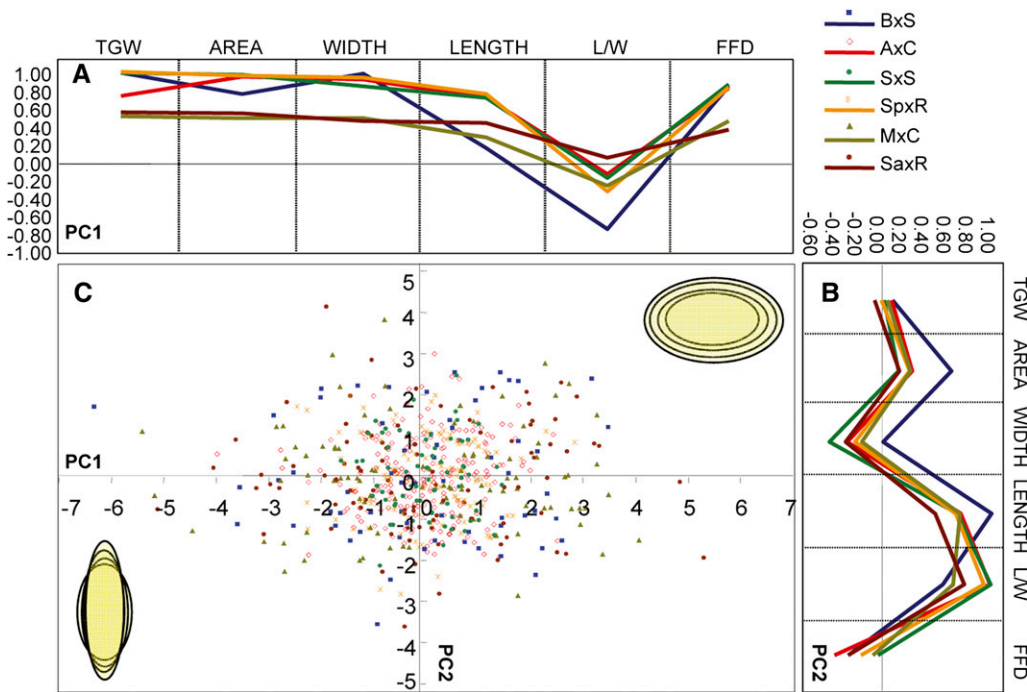 TGW AREA WIDTH LENGTH L/W FFD
A
1.00
0.80
0.60
0.40
0.20
0.00
-0.20
-0.40
-0.60
-0.80
-1.00
PC1
BxS
AxC
SxS
SpxR
MxC
SaxR
C
5
4
3
2
1
0
-1
-2
-3
-4
-5
PC1
-7 -6 -5 -4 -3 -2 -1 0 1 2 3 4 5 6 7
PC2
-0.60 -0.40 -0.20 0.00 0.20 0.40 0.60 0.80 1.00
B
TGW
AREA
WIDTH
LENGTH
L/W
FFD
PC2